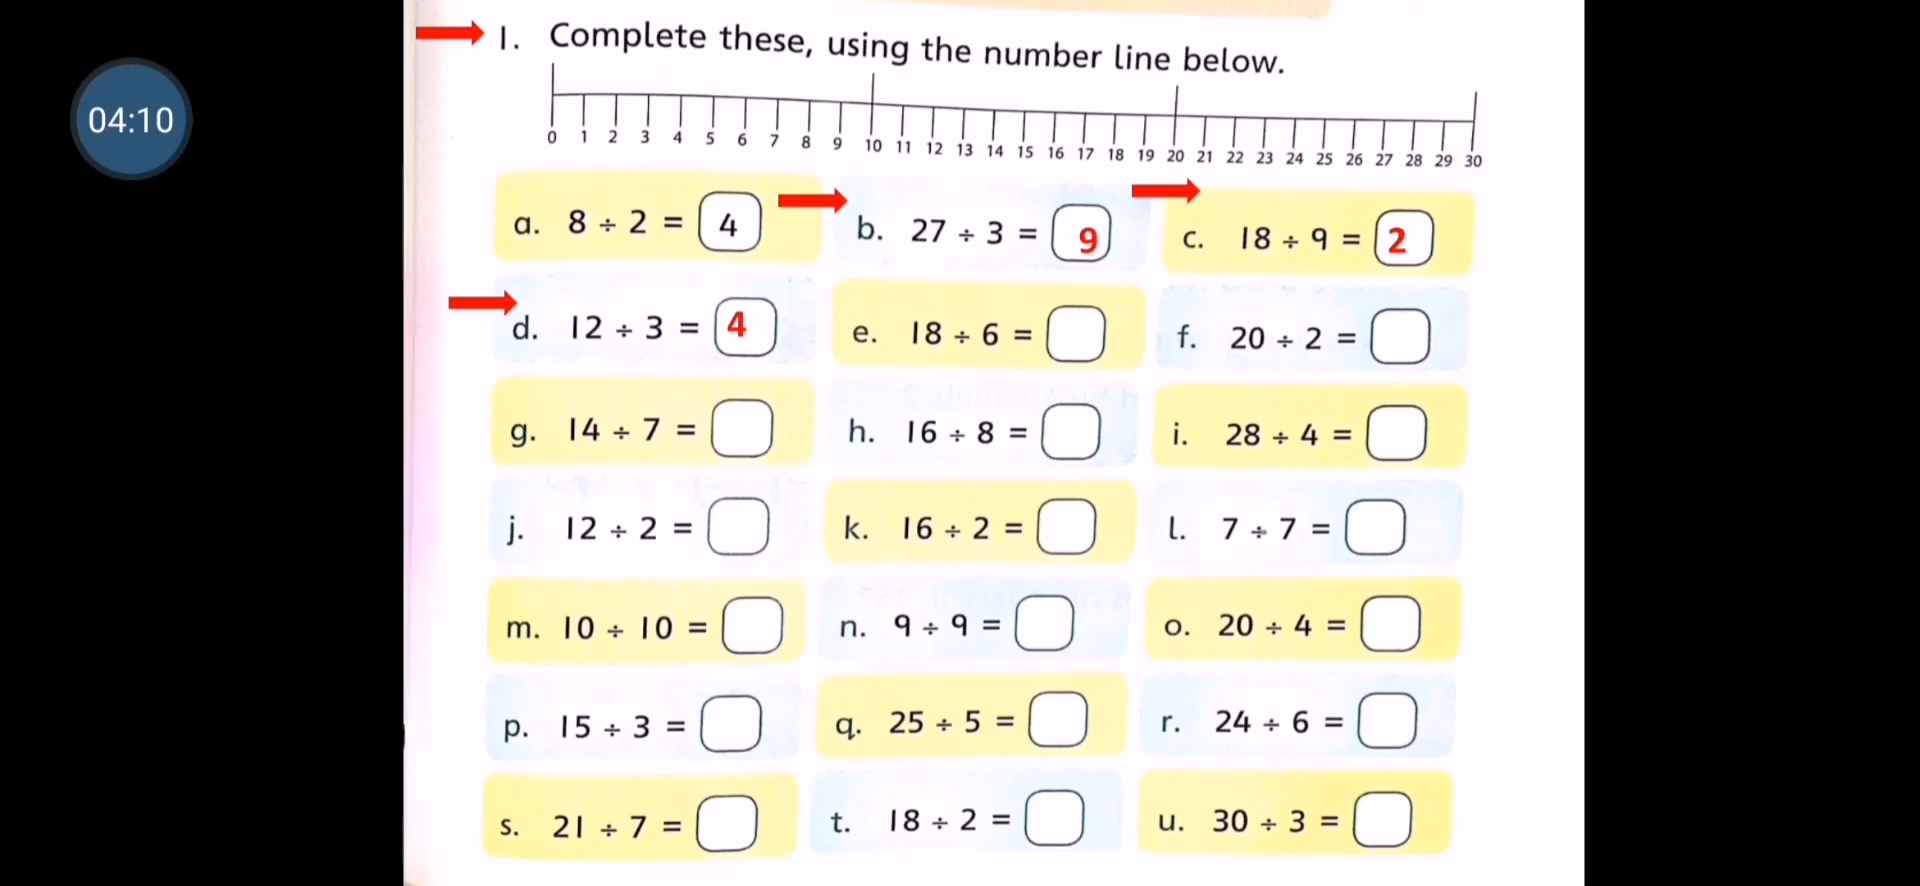 04:10
1. Complete these, using the number line below.
0 1 2 3 4 5 6 7 8 9 10 11 12 13 14 15 16 17 18 19 20 21 22 23 24 25 26 27 28 29 30
a. 8 ÷ 2 = 4
b. 27 ÷ 3 = 9
c. 18 ÷ 9 = 2
d. 12 ÷ 3 = 4
e. 18 ÷ 6 =
f. 20 ÷ 2 =
g. 14 ÷ 7 =
h. 16 ÷ 8 =
i. 28 ÷ 4 =
j. 12 ÷ 2 =
k. 16 ÷ 2 =
l. 7 ÷ 7 =
m. 10 ÷ 10 =
n. 9 ÷ 9 =
o. 20 ÷ 4 =
p. 15 ÷ 3 =
q. 25 ÷ 5 =
r. 24 ÷ 6 =
s. 21 ÷ 7 =
t. 18 ÷ 2 =
u. 30 ÷ 3 =